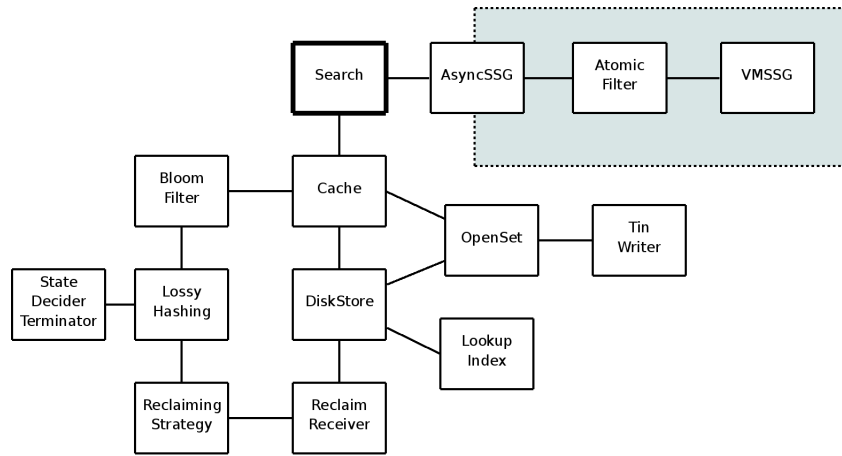 Search
AsyncSSG
Atomic
Filter
VMSSG
Bloom
Filter
Cache
OpenSet
Tin
Writer
State
Decider
Terminator
Lossy
Hashing
DiskStore
Lookup
Index
Reclaiming
Strategy
Reclaim
Receiver